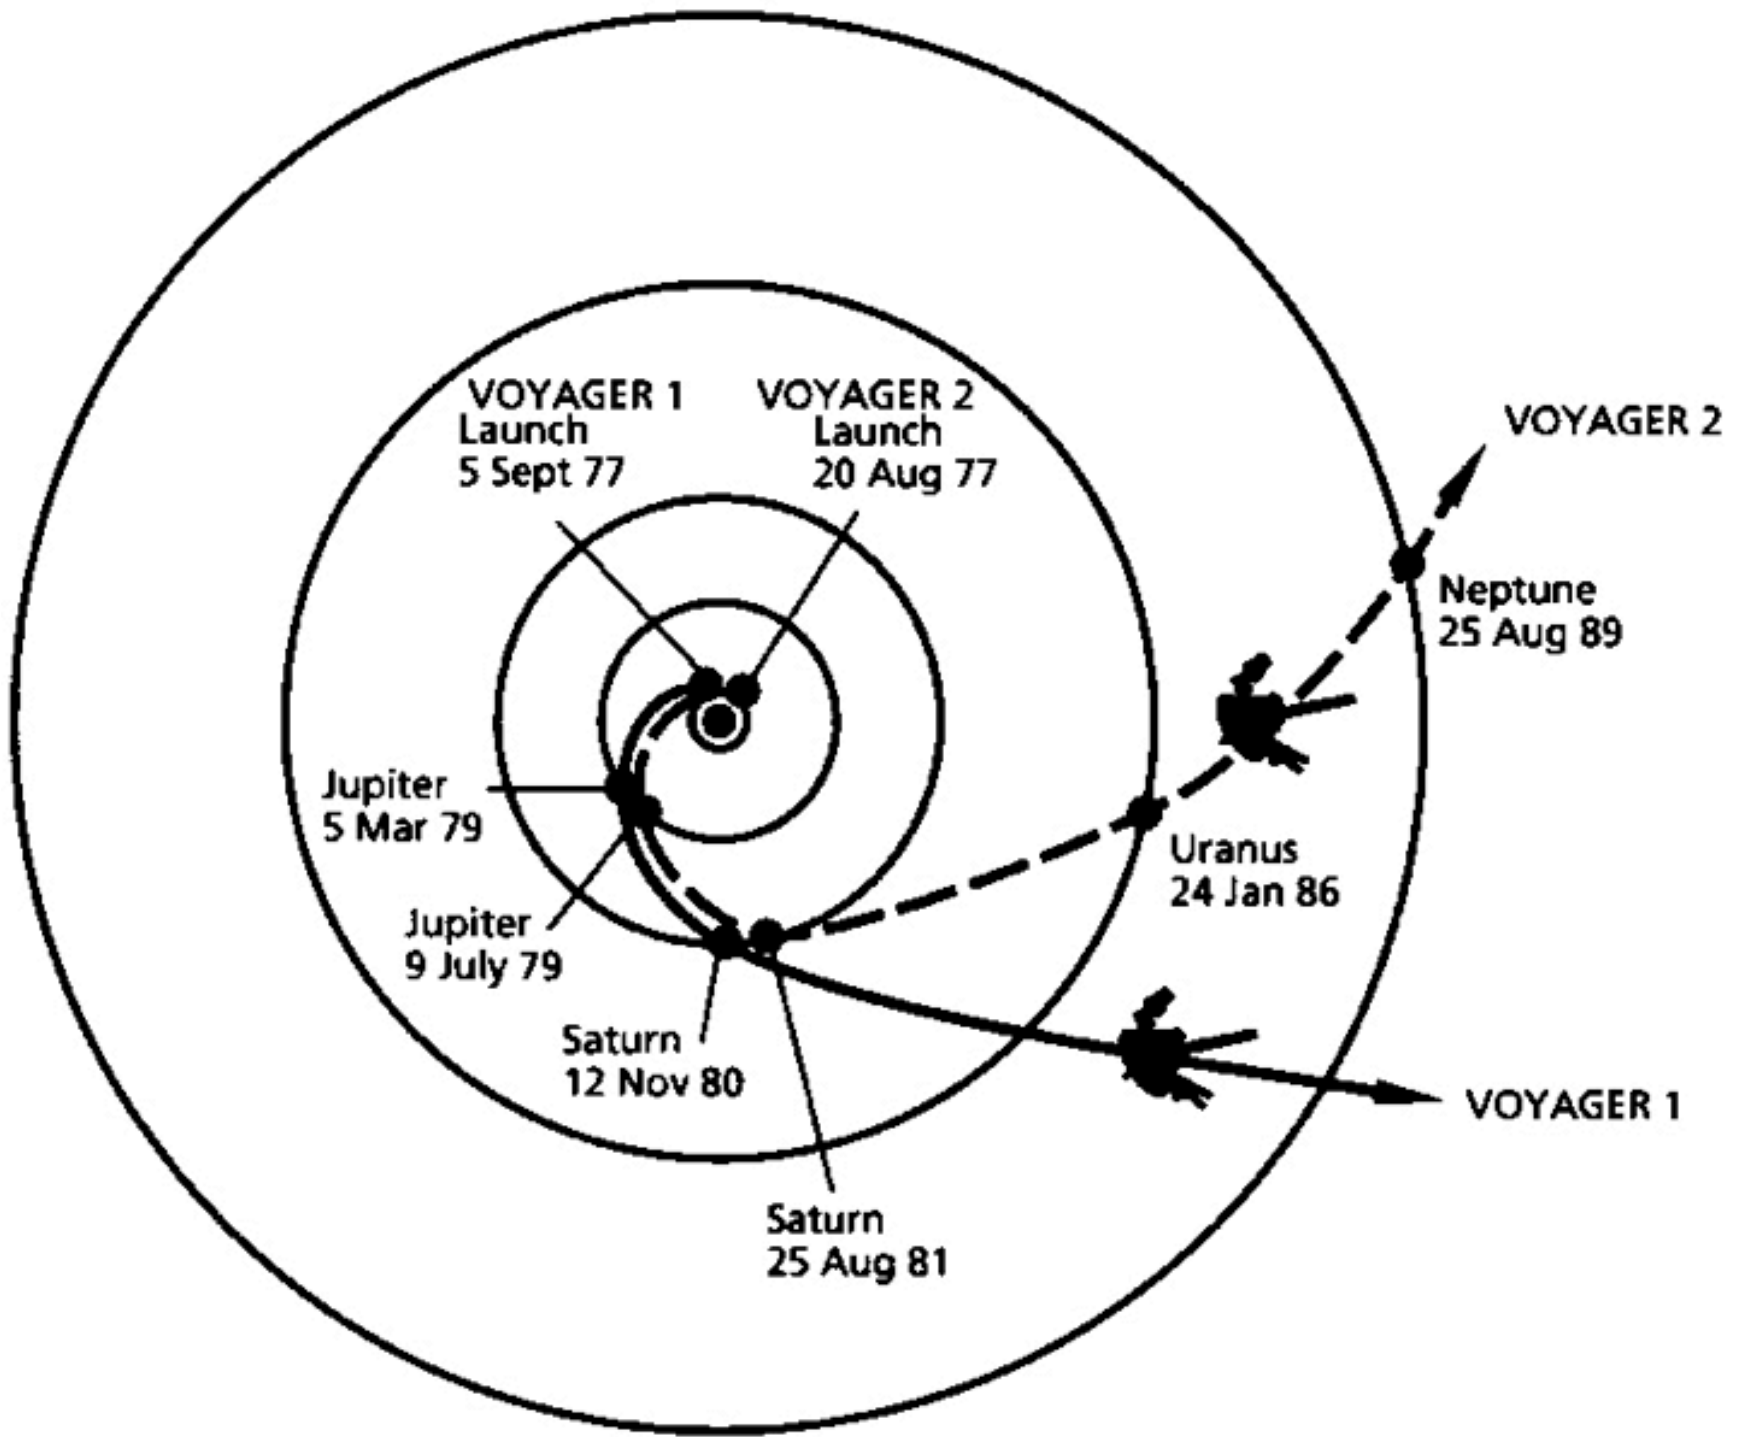 VOYAGER 1
Launch
5 Sept 77
VOYAGER 2
Launch
20 Aug 77
VOYAGER 2
Neptune
25 Aug 89
Jupiter
5 Mar 79
Uranus
24 Jan 86
Jupiter
9 July 79
Saturn
12 Nov 80
VOYAGER 1
Saturn
25 Aug 81